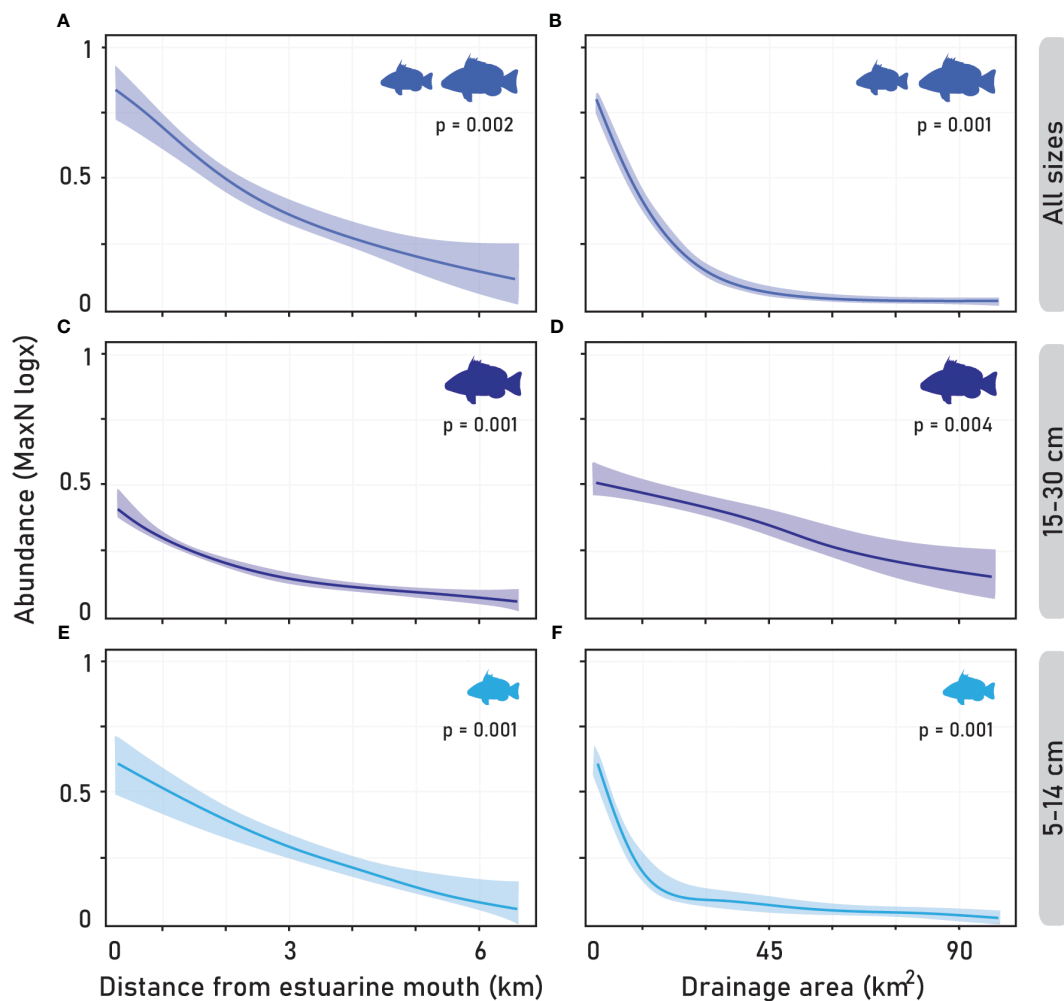 A
B
1
0.5
0
p = 0.002
p = 0.001
All sizes
C
D
1
0.5
0
p = 0.001
p = 0.004
15-30 cm
Abundance (MaxN logx)
E
F
1
0.5
0
p = 0.001
p = 0.001
5-14 cm
0
3
6
0
45
90
Distance from estuarine mouth (km)
Drainage area (km²)